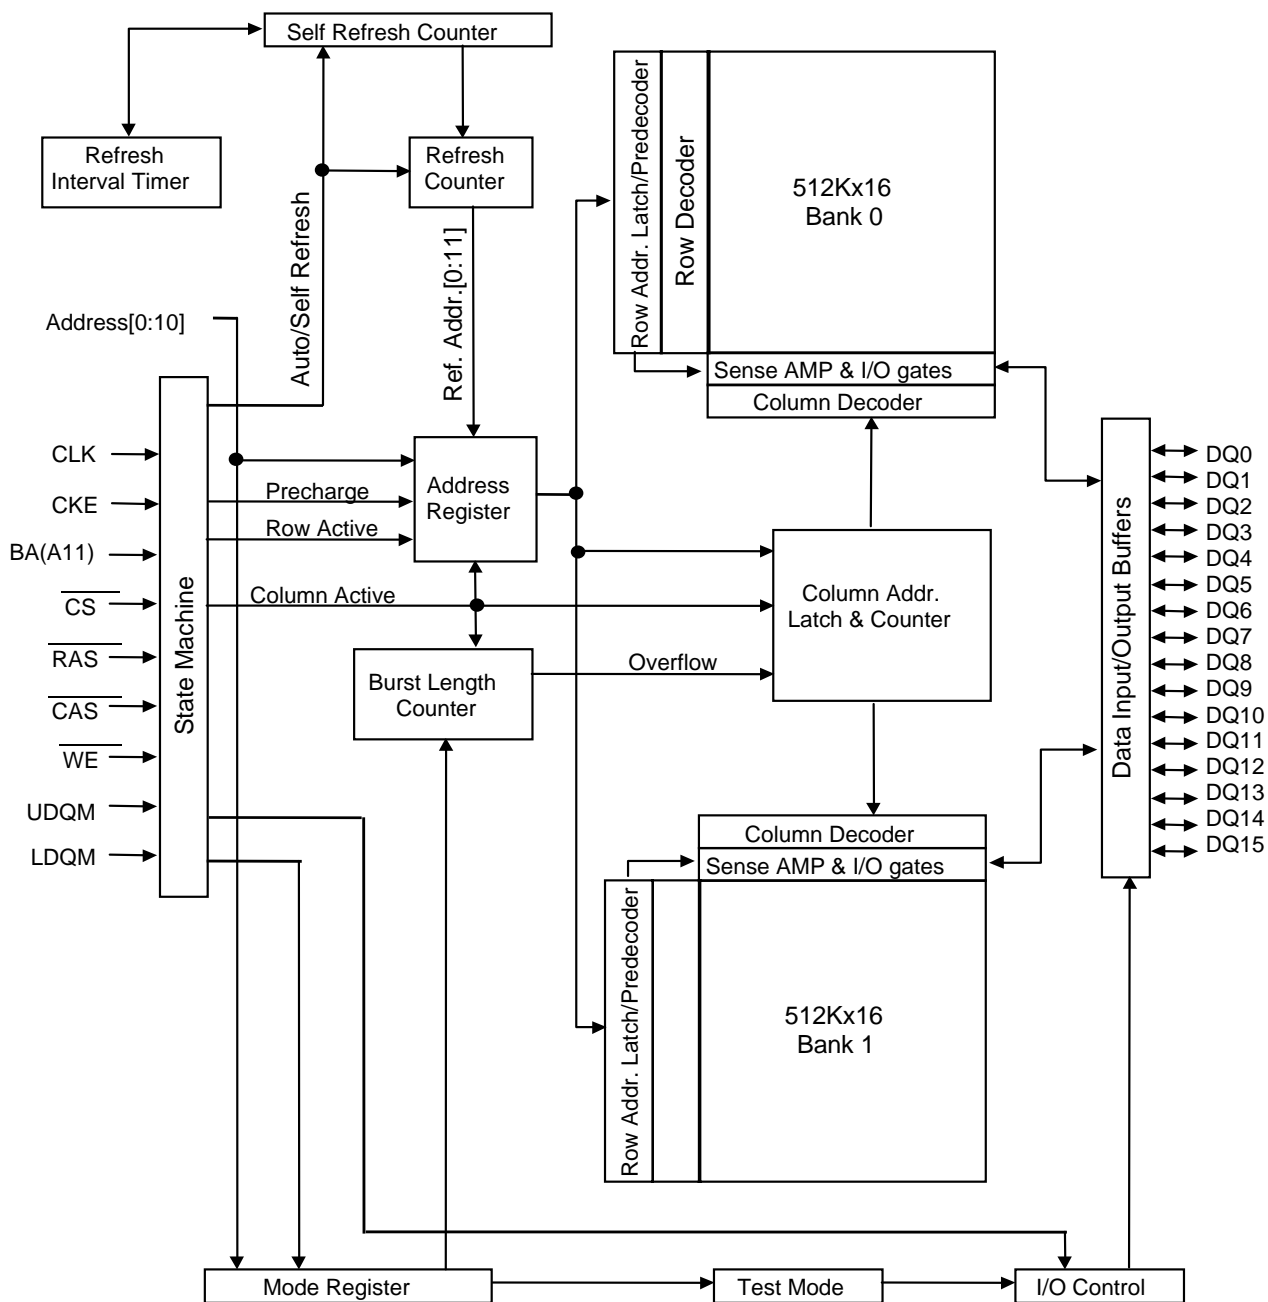 Self Refresh Counter
Refresh
Interval Timer
Refresh
Counter
Auto/Self Refresh
Ref. Addr.[0:11]
Row Addr. Latch/Predecoder
Row Decoder
512Kx16
Bank 0
Sense AMP & I/O gates
Column Decoder
Address[0:10]
CLK
CKE
BA(A11)
CS
RAS
CAS
WE
UDQM
LDQM
State Machine
Precharge
Row Active
Column Active
Address
Register
Burst Length
Counter
Overflow
Column Addr.
Latch & Counter
Data Input/Output Buffers
DQ0
DQ1
DQ2
DQ3
DQ4
DQ5
DQ6
DQ7
DQ8
DQ9
DQ10
DQ11
DQ12
DQ13
DQ14
DQ15
Column Decoder
Sense AMP & I/O gates
Row Addr. Latch/Predecoder
512Kx16
Bank 1
Mode Register
Test Mode
I/O Control